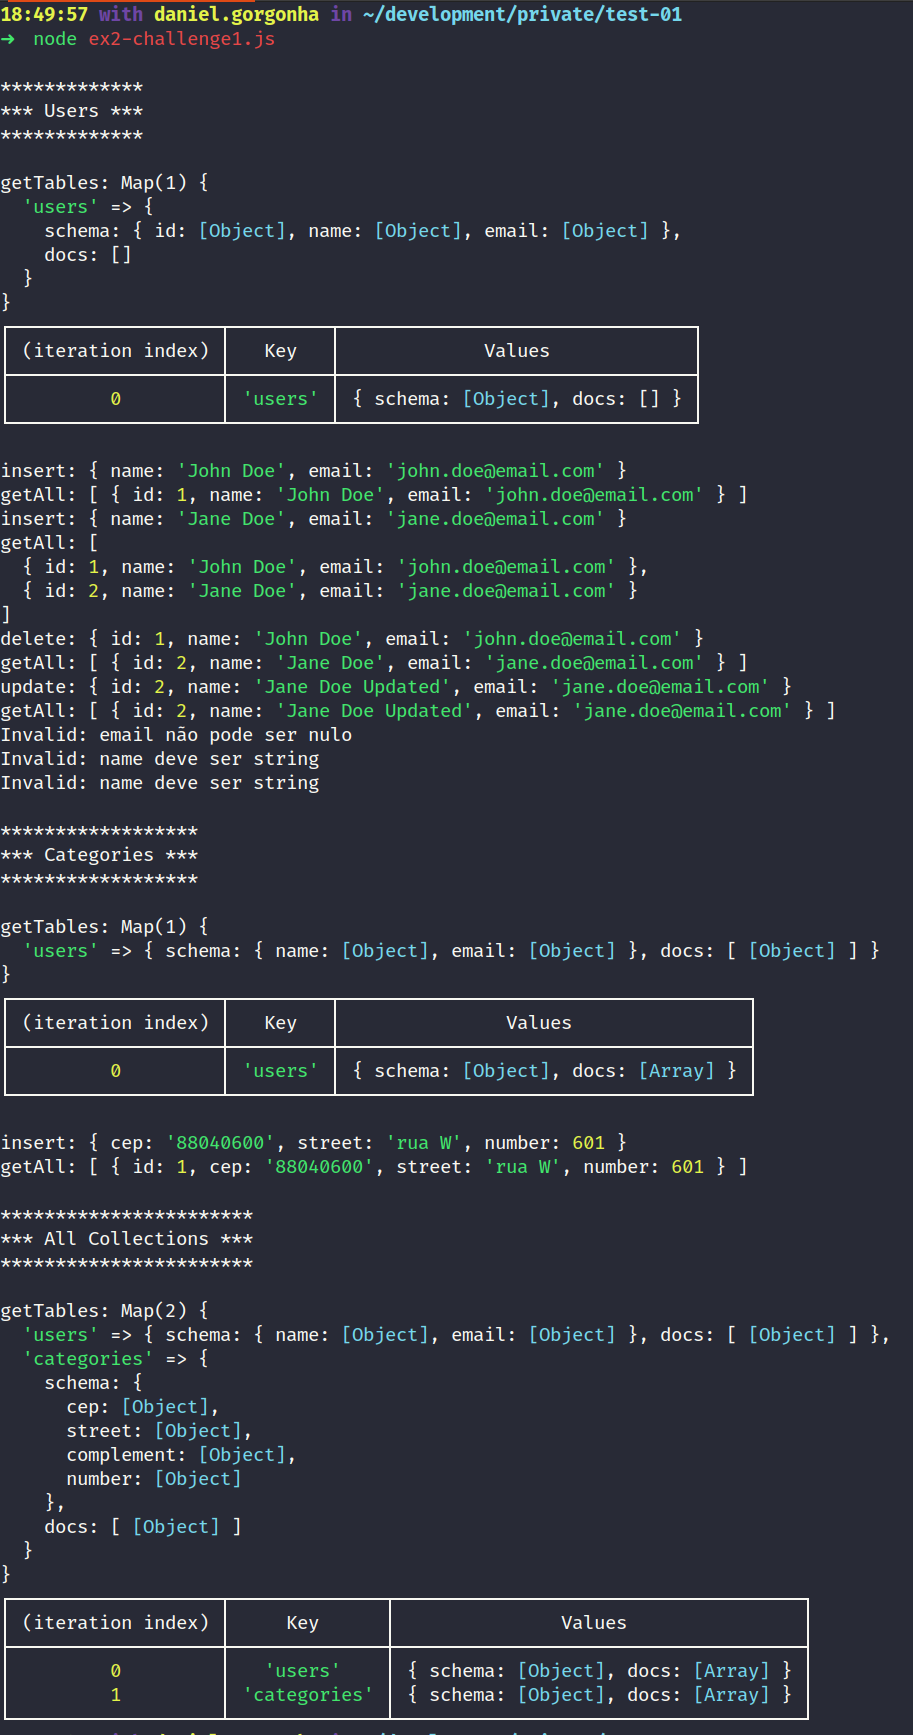 18:49:57 with daniel.gorgonha in ~/development/private/test-01
➜ node ex2-challenge1.js
*************
*** Users ***
*************
getTables: Map(1) {
'users' => {
schema: { id: [Object], name: [Object], email: [Object] },
docs: []
}
}
(iteration index) Key Values
0 'users' { schema: [Object], docs: [] }
insert: { name: 'John Doe', email: 'john.doe@email.com' }
getAll: [ { id: 1, name: 'John Doe', email: 'john.doe@email.com' } ]
insert: { name: 'Jane Doe', email: 'jane.doe@email.com' }
getAll: [
{ id: 1, name: 'John Doe', email: 'john.doe@email.com' },
{ id: 2, name: 'Jane Doe', email: 'jane.doe@email.com' }
]
delete: { id: 1, name: 'John Doe', email: 'john.doe@email.com' }
getAll: [ { id: 2, name: 'Jane Doe', email: 'jane.doe@email.com' } ]
update: { id: 2, name: 'Jane Doe Updated', email: 'jane.doe@email.com' }
getAll: [ { id: 2, name: 'Jane Doe Updated', email: 'jane.doe@email.com' } ]
Invalid: email não pode ser nulo
Invalid: name deve ser string
Invalid: name deve ser string
******************
*** Categories ***
******************
getTables: Map(1) {
'users' => { schema: { name: [Object], email: [Object] }, docs: [ [Object] ] }
}
(iteration index) Key Values
0 'users' { schema: [Object], docs: [Array] }
insert: { cep: '88040600', street: 'rua W', number: 601 }
getAll: [ { id: 1, cep: '88040600', street: 'rua W', number: 601 } ]
***********************
*** All Collections ***
***********************
getTables: Map(2) {
'users' => { schema: { name: [Object], email: [Object] }, docs: [ [Object] ] },
'categories' => {
schema: {
cep: [Object],
street: [Object],
complement: [Object],
number: [Object]
},
docs: [ [Object] ]
}
}
(iteration index) Key Values
0 'users' { schema: [Object], docs: [Array] }
1 'categories' { schema: [Object], docs: [Array] }